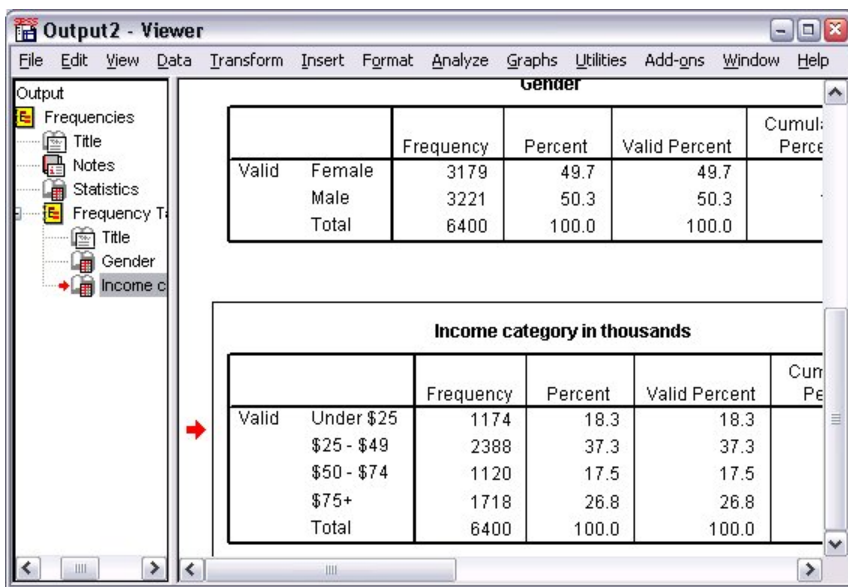 Output2 - Viewer
File Edit View Data Transform Insert Format Analyze Graphs Utilities Add-ons Window Help
Output
Frequencies
Title
Notes
Statistics
Frequency Ta
Title
Gender
Income c
Gender
Frequency Percent Valid Percent Cumula Perce
Valid Female 3179 49.7 49.7
Male 3221 50.3 50.3
Total 6400 100.0 100.0
Income category in thousands
Frequency Percent Valid Percent Cum Pe
Valid Under $25 1174 18.3 18.3
$25 - $49 2388 37.3 37.3
$50 - $74 1120 17.5 17.5
$75+ 1718 26.8 26.8
Total 6400 100.0 100.0